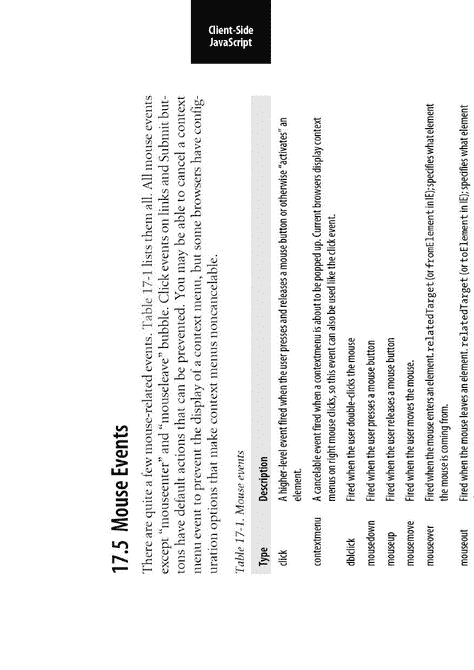 Client-Side
JavaScript
17.5 Mouse Events
There are quite a few mouse-related events. Table 17-1 lists them all. All mouse events
except “mouseenter” and “mouseleave” bubble. Click events on links and Submit but-
tons have default actions that can be prevented. You may be able to cancel a context
menu event to prevent the display of a context menu, but some browsers have config-
uration options that make context menus noncancelable.
Table 17-1. Mouse events
Type Description
click A higher-level event fired when the user presses and releases a mouse button or otherwise “activates” an
element.
contextmenu A cancelable event fired when a contextmenu is about to be popped up. Current browsers display context
menus on right mouse clicks, so this event can also be used like the click event.
dblclick Fired when the user double-clicks the mouse
mousedown Fired when the user presses a mouse button
mouseup Fired when the user releases a mouse button
mousemove Fired when the user moves the mouse.
mouseover Fired when the mouse enters an element. relatedTarget (or fromElement in IE); specifies what element
the mouse is coming from.
mouseout Fired when the mouse leaves an element. relatedTarget (or toElement in IE); specifies what element